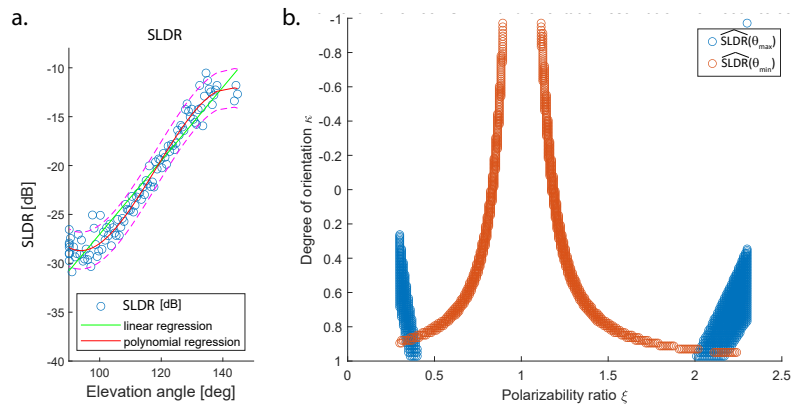 a.
SLDR
SLDR [dB]
-5
-10
-15
-20
-25
-30
-35
-40
100
120
140
Elevation angle [deg]
SLDR [dB]
linear regression
polynomial regression
b.
Degree of orientation κ
-1
-0.8
-0.6
-0.4
-0.2
0
0.2
0.4
0.6
0.8
1
0
0.5
1
1.5
2
2.5
Polarizability ratio ξ
SLDR(θmax)
SLDR(θmin)